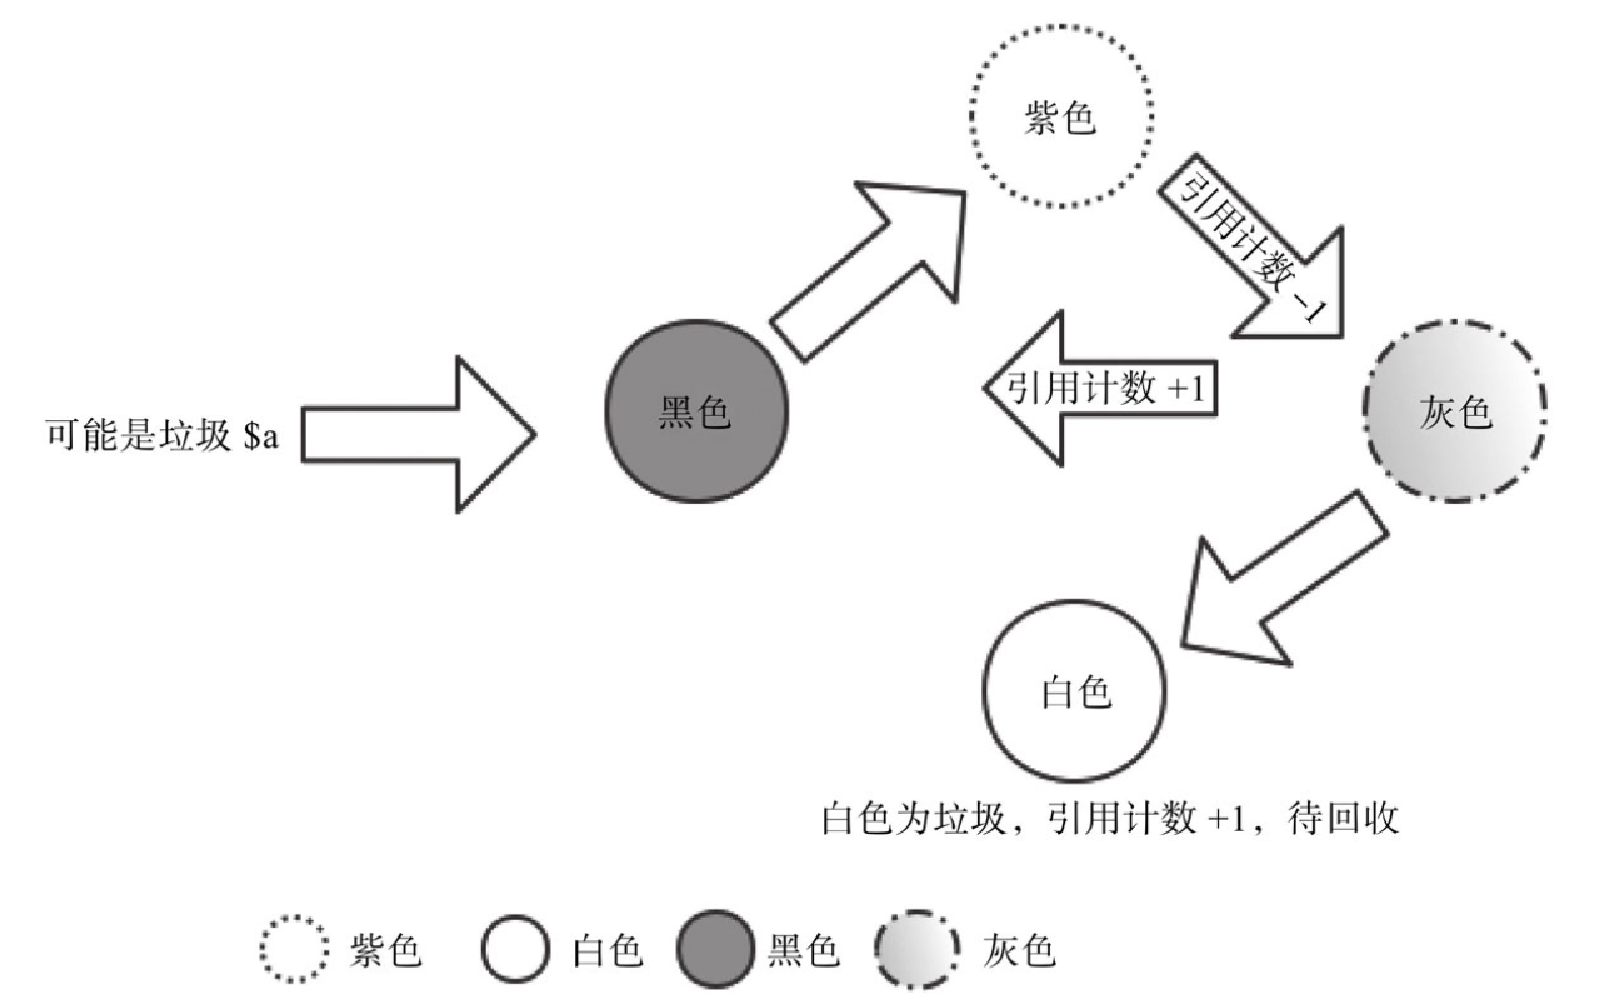 紫色
引用计数 -1
引用计数 +1
黑色
灰色
可能是垃圾 $a
白色
白色为垃圾，引用计数 +1，待回收
紫色 白色 黑色 灰色